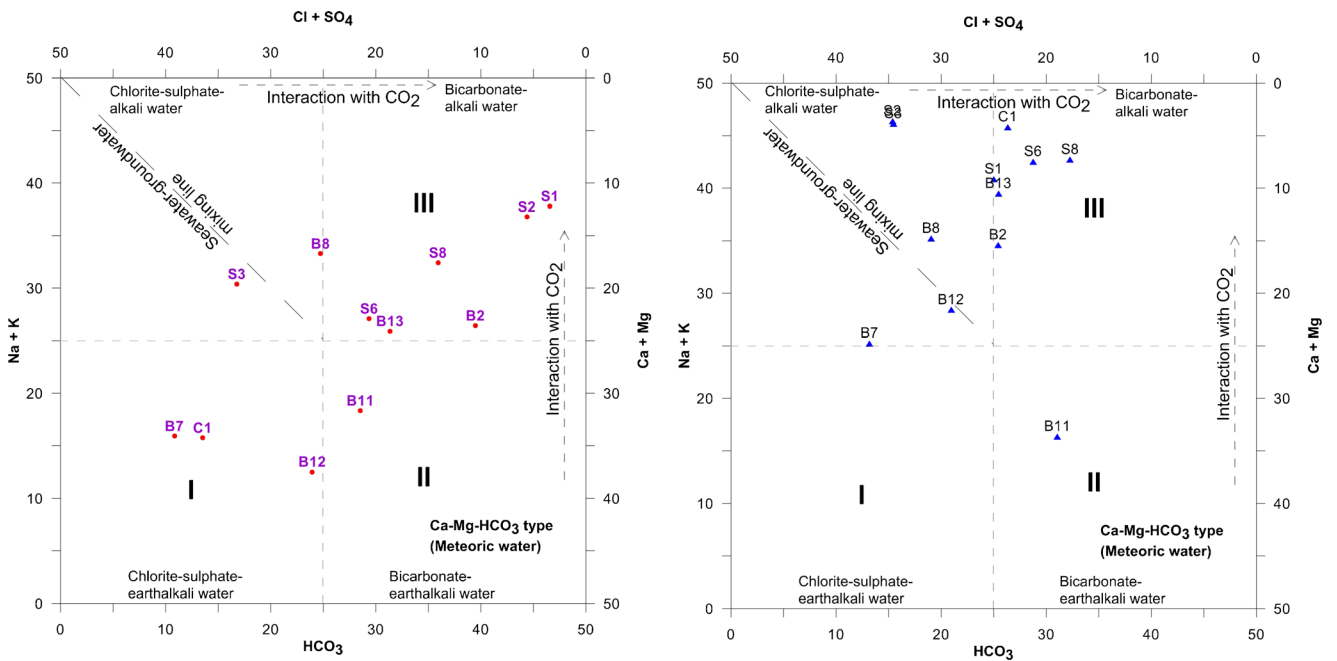 Cl + SO4
50 40 30 20 10 0
50 0
Chlorite-sulphate-
alkali water
Interaction with CO2
Bicarbonate-
alkali water
Seawater-groundwater
mixing line
40 10
III
S1
S2
B8
S8
S3
30 20
S6
B13
B2
Na + K
Ca + Mg
Interaction with CO2
20 30
B11
B7
C1
B12
I
II
10 40
Ca-Mg-HCO3 type
(Meteoric water)
Chlorite-sulphate-
earthalkali water
Bicarbonate-
earthalkali water
0 50
0 10 20 30 40 50
HCO3
Cl + SO4
50 40 30 20 10 0
50 0
Chlorite-sulphate-
alkali water
Interaction with CO2
Bicarbonate-
alkali water
Seawater-groundwater
mixing line
C1
S6
S8
S1
B13
40 10
III
B8
B2
30 20
B12
B7
Na + K
Ca + Mg
Interaction with CO2
20 30
B11
I
II
10 40
Ca-Mg-HCO3 type
(Meteoric water)
Chlorite-sulphate-
earthalkali water
Bicarbonate-
earthalkali water
0 50
0 10 20 30 40 50
HCO3